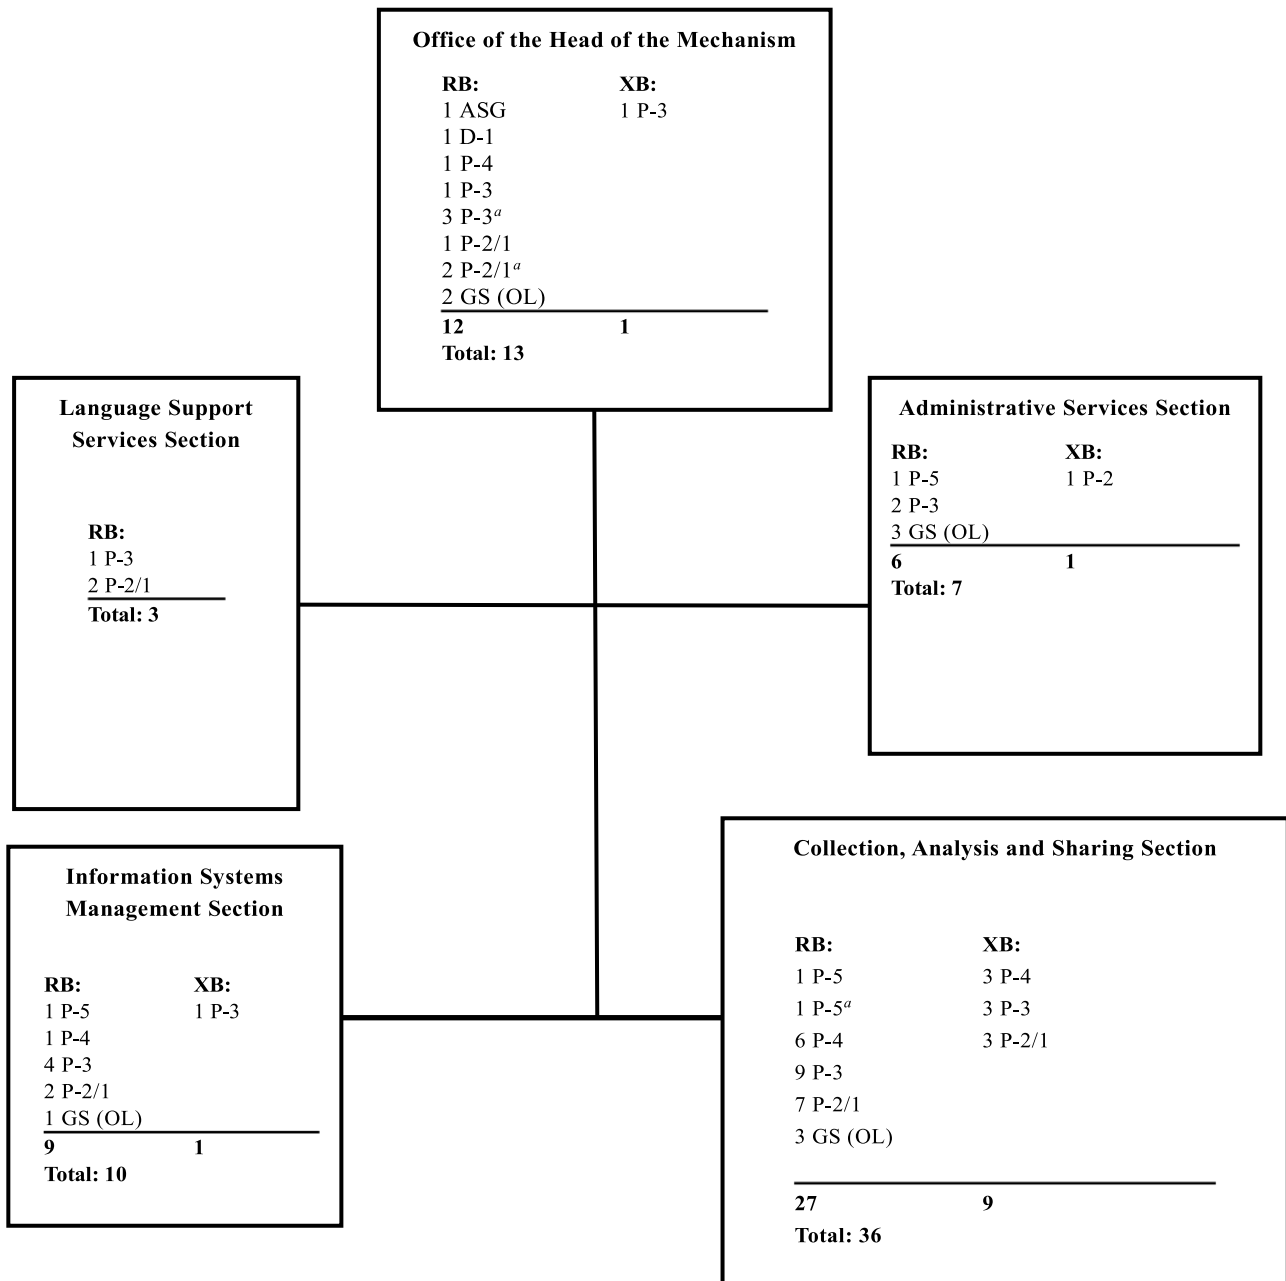 Office of the Head of the Mechanism
RB: XB:
1 ASG 1 P-3
1 D-1
1 P-4
1 P-3
3 P-3ᵃ
1 P-2/1
2 P-2/1ᵃ
2 GS (OL)
12 1
Total: 13
Language Support
Services Section
RB:
1 P-3
2 P-2/1
Total: 3
Administrative Services Section
RB: XB:
1 P-5 1 P-2
2 P-3
3 GS (OL)
6 1
Total: 7
Information Systems
Management Section
RB: XB:
1 P-5 1 P-3
1 P-4
4 P-3
2 P-2/1
1 GS (OL)
9 1
Total: 10
Collection, Analysis and Sharing Section
RB: XB:
1 P-5 3 P-4
1 P-5ᵃ 3 P-3
6 P-4 3 P-2/1
9 P-3
7 P-2/1
3 GS (OL)
27 9
Total: 36